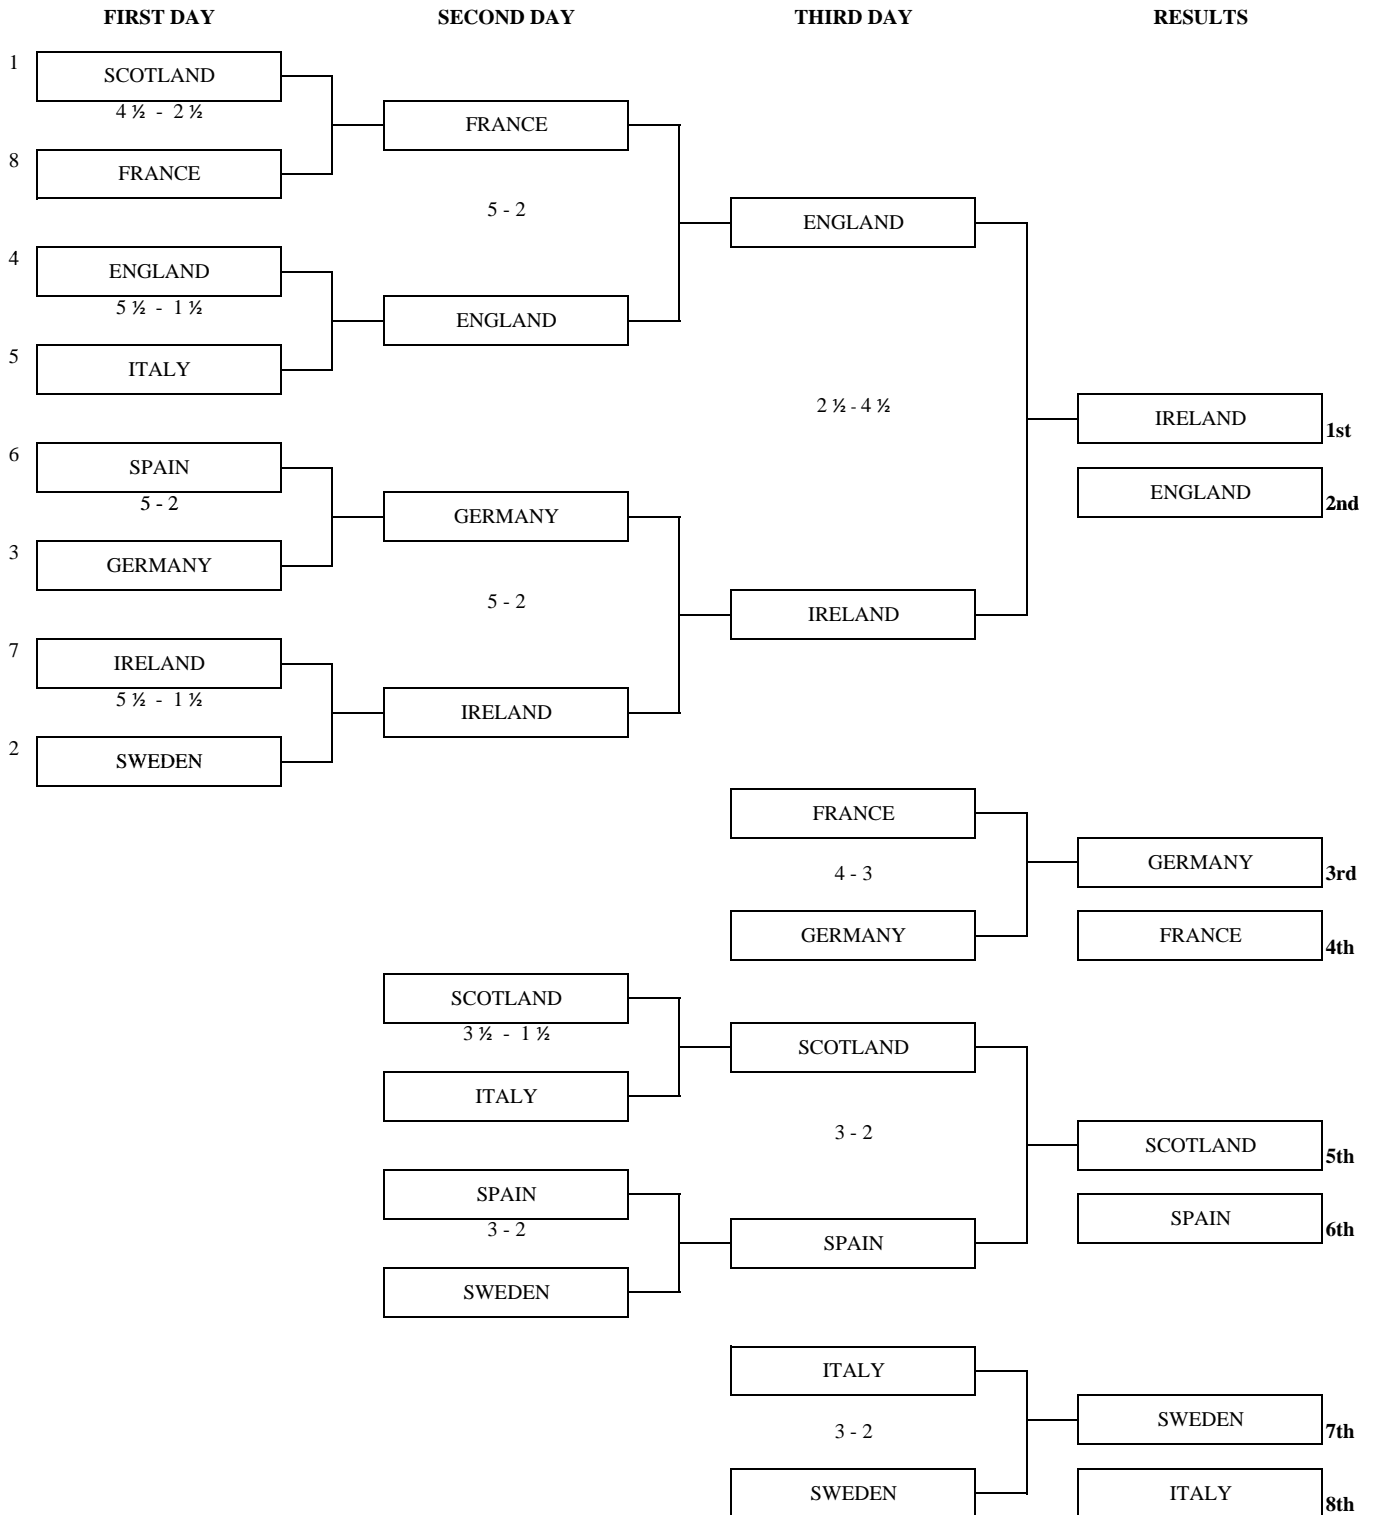 FIRST DAY SECOND DAY THIRD DAY RESULTS
1 SCOTLAND
4 ½ - 2 ½
FRANCE
8 FRANCE
5 - 2
ENGLAND
4 ENGLAND
5 ½ - 1 ½
ENGLAND
5 ITALY
2 ½ - 4 ½
IRELAND 1st
6 SPAIN
5 - 2
ENGLAND 2nd
GERMANY
3 GERMANY
5 - 2
IRELAND
7 IRELAND
5 ½ - 1 ½
IRELAND
2 SWEDEN
FRANCE
4 - 3
GERMANY 3rd
GERMANY
FRANCE 4th
SCOTLAND
3 ½ - 1 ½
SCOTLAND
ITALY
3 - 2
SCOTLAND 5th
SPAIN
3 - 2
SPAIN 6th
SPAIN
SWEDEN
ITALY
3 - 2
SWEDEN 7th
SWEDEN
ITALY 8th